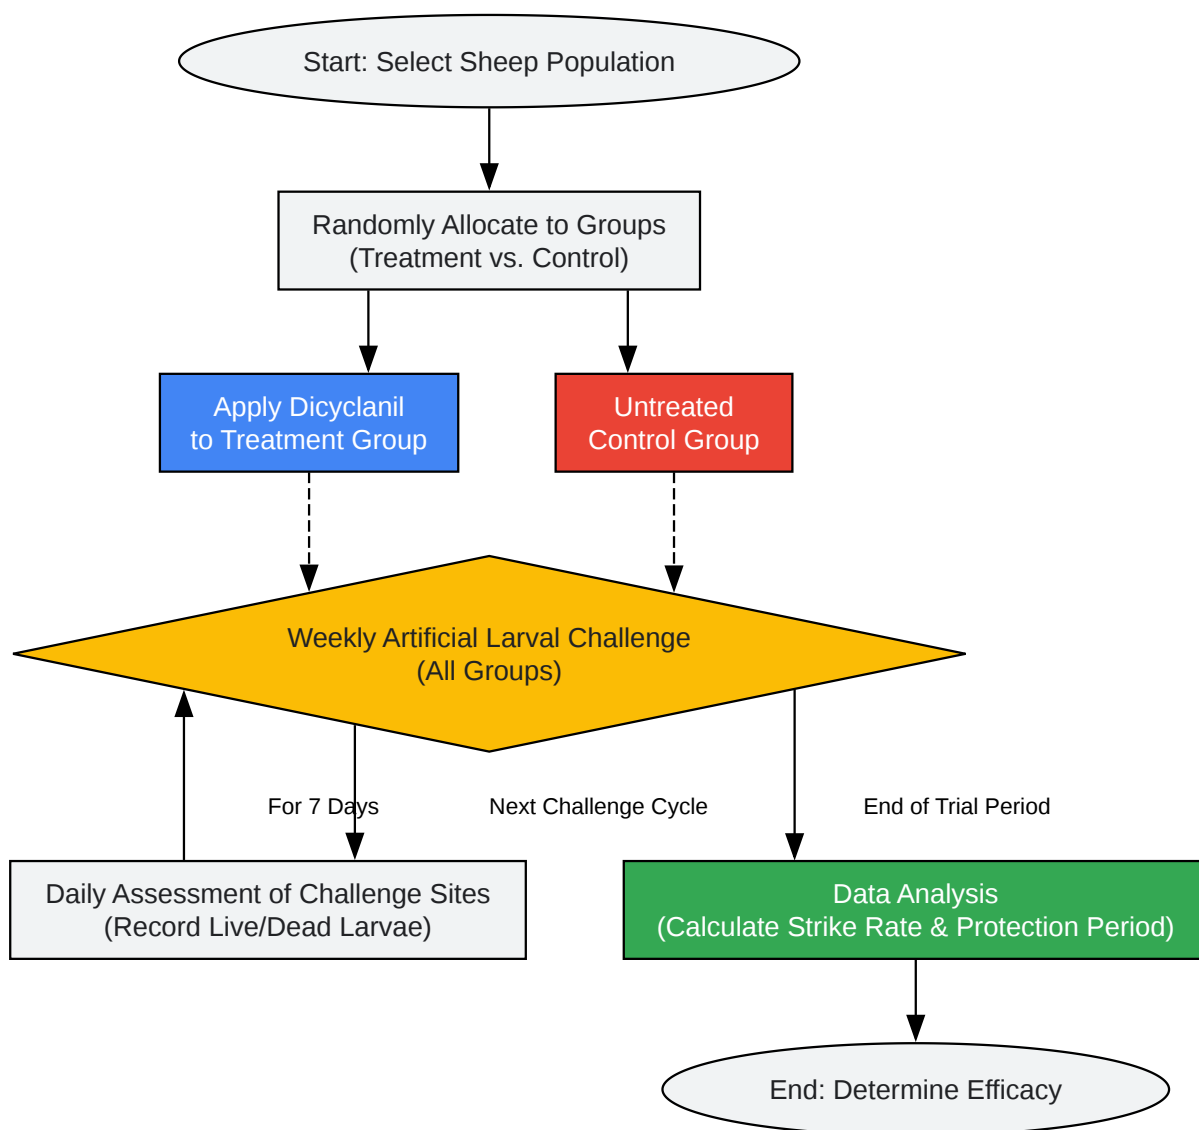 Start: Select Sheep Population
Randomly Allocate to Groups
(Treatment vs. Control)
Apply Dicyclanil
to Treatment Group
Untreated
Control Group
Weekly Artificial Larval Challenge
(All Groups)
For 7 Days
Next Challenge Cycle
End of Trial Period
Daily Assessment of Challenge Sites
(Record Live/Dead Larvae)
Data Analysis
(Calculate Strike Rate & Protection Period)
End: Determine Efficacy